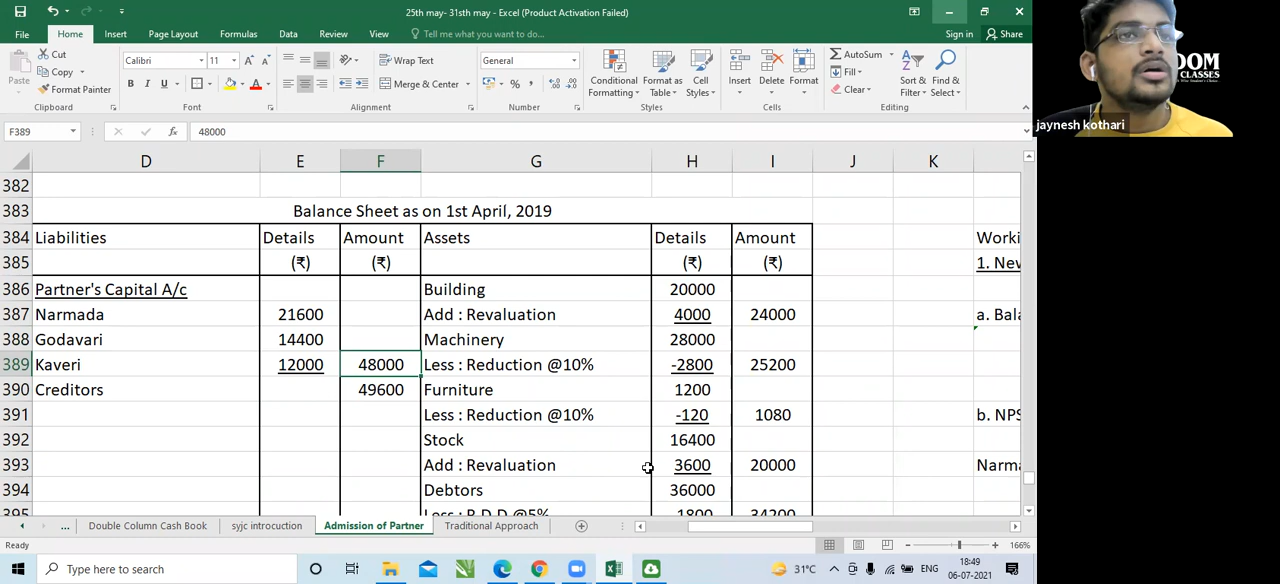 25th may- 31sth may - Excel (Product Activation Failed)
File Home Insert Page Layout Formulas Data Review View Tell me what you want to do... Sign in Share
Cut
Copy
Format Painter
Paste
Clipboard
Calibri 11
B I U
Font
Wrap Text
Merge & Center
Alignment
General
Number
Conditional Formatting
Format as Table
Cell Styles
Styles
Insert Delete Format
Cells
AutoSum
Fill
Clear
Sort & Filter
Find & Select
Editing
OOM
CLASSES
jaynesh kothari
F389 fx 48000
D E F G H I J K
382
383 Balance Sheet as on 1st April, 2019
384 Liabilities Details Amount Assets Details Amount Worki
385 (₹) (₹) (₹) (₹) 1. Nev
386 Partner's Capital A/c Building 20000
387 Narmada 21600 Add : Revaluation 4000 24000 a. Bala
388 Godavari 14400 Machinery 28000
389 Kaveri 12000 48000 Less : Reduction @10% -2800 25200
390 Creditors 49600 Furniture 1200
391 Less : Reduction @10% -120 1080 b. NPS
392 Stock 16400
393 Add : Revaluation 3600 20000 Narma
394 Debtors 36000
395 Less : R.D.D @5% -1800 34200
... Double Column Cash Book syjc introcuction Admission of Partner Traditional Approach
Ready 166%
Type here to search 31°C ENG 18:49
06-07-2021